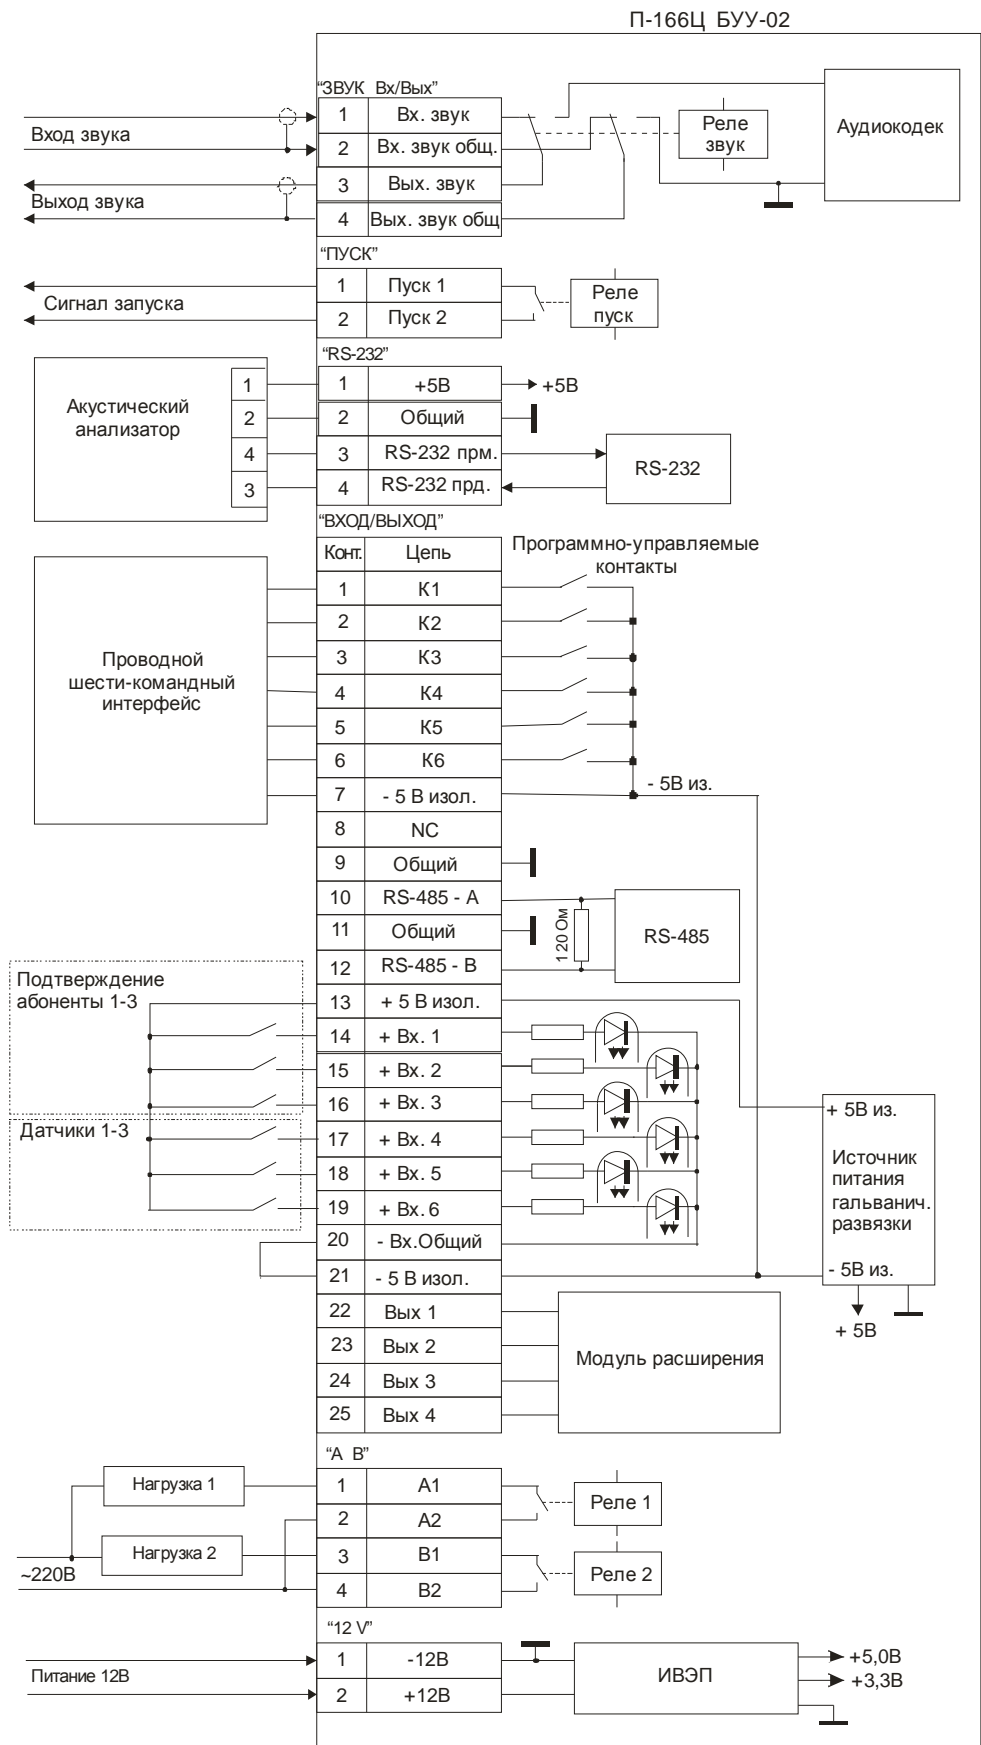 П-166Ц БУУ-02
“ЗВУК Вх/Вых”
1 Вх. звук
2 Вх. звук общ.
3 Вых. звук
4 Вых. звук общ
Вход звука
Выход звука
Реле
звук
Аудиокодек
“ПУСК”
1 Пуск 1
2 Пуск 2
Сигнал запуска
Реле
пуск
“RS-232”
1 1 +5В +5В
2 2 Общий
4 3 RS-232 прм.
3 4 RS-232 прд.
Акустический
анализатор
RS-232
“ВХОД/ВЫХОД”
Конт. Цепь
Программно-управляемые
контакты
1 К1
2 К2
3 К3
4 К4
5 К5
6 К6
7 - 5 В изол.
- 5В из.
Проводной
шести-командный
интерфейс
8 NC
9 Общий
10 RS-485 - A
11 Общий
12 RS-485 - B
120 Ом
RS-485
Подтверждение
абоненты 1-3
13 + 5 В изол.
14 + Вх. 1
15 + Вх. 2
16 + Вх. 3
Датчики 1-3
17 + Вх. 4
18 + Вх. 5
19 + Вх. 6
20 - Вх.Общий
21 - 5 В изол.
+ 5В из.
Источник
питания
гальванич.
развязки
- 5В из.
+ 5В
22 Вых 1
23 Вых 2
24 Вых 3
25 Вых 4
Модуль расширения
“А В”
1 А1
2 А2
3 В1
4 В2
Нагрузка 1
Нагрузка 2
~220В
Реле 1
Реле 2
“12 V”
1 -12В
2 +12В
Питание 12В
ИВЭП
+5,0В
+3,3В